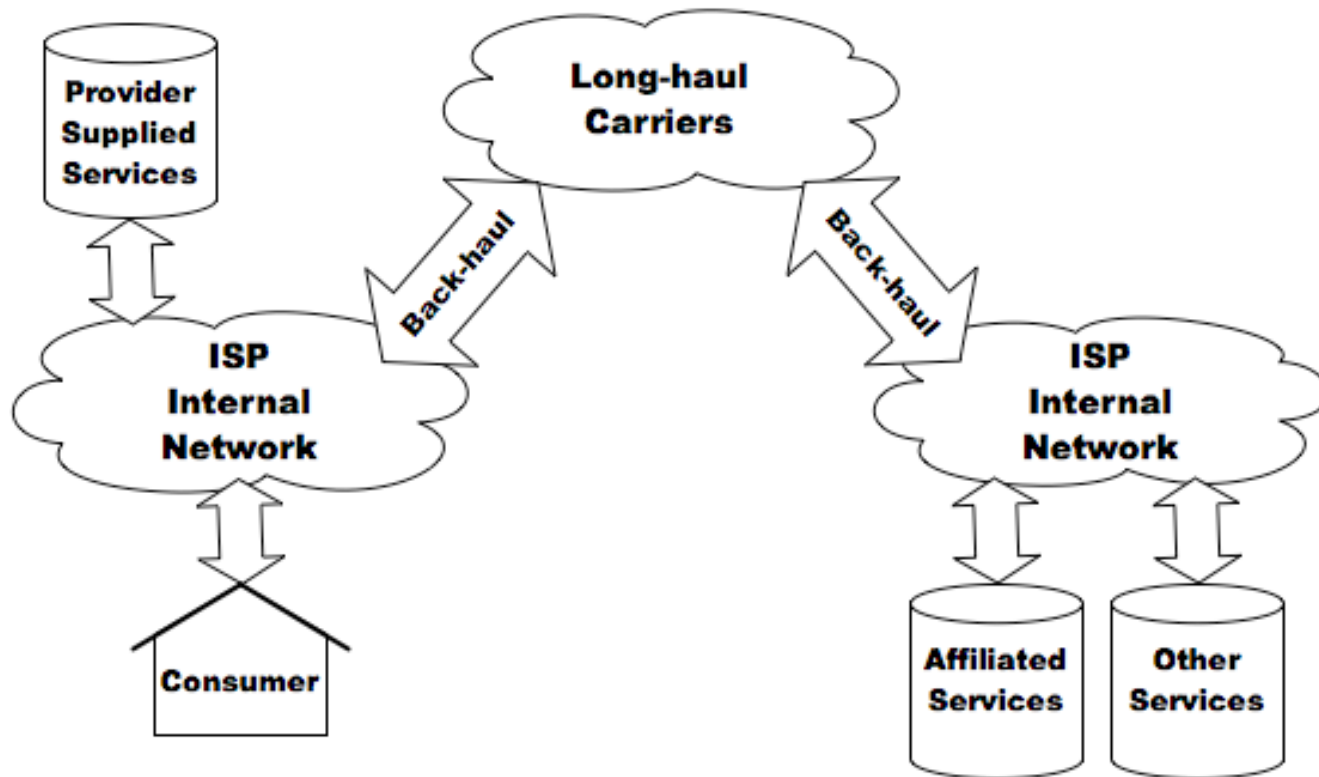 Provider
Supplied
Services
Long-haul
Carriers
Back-haul
Back-haul
ISP
Internal
Network
ISP
Internal
Network
Consumer
Affiliated
Services
Other
Services